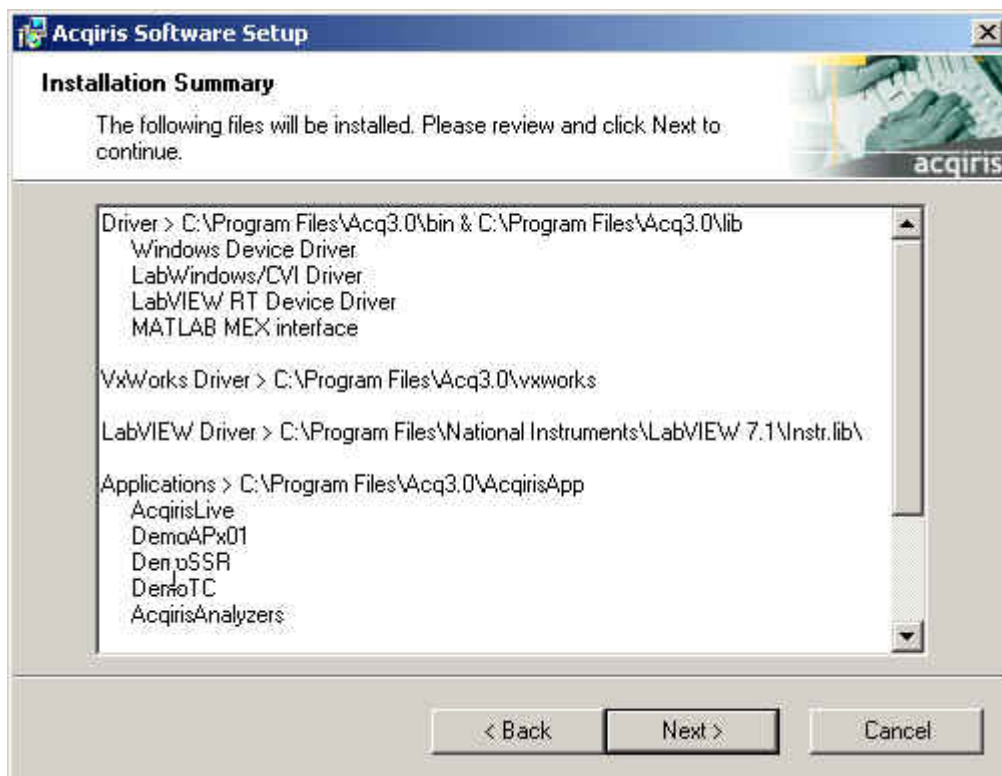 Acqiris Software Setup
Installation Summary
The following files will be installed. Please review and click Next to
continue.
acqiris
Driver > C:\Program Files\Acq3.0\bin & C:\Program Files\Acq3.0\lib
Windows Device Driver
LabWindows/CVI Driver
LabVIEW RT Device Driver
MATLAB MEX interface
VxWorks Driver > C:\Program Files\Acq3.0\vxworks
LabVIEW Driver > C:\Program Files\National Instruments\LabVIEW 7.1\Instr.lib\
Applications > C:\Program Files\Acq3.0\AcqirisApp
AcqirisLive
DemoAPx01
DemoSSR
DemoTC
AcqirisAnalyzers
< Back
Next >
Cancel